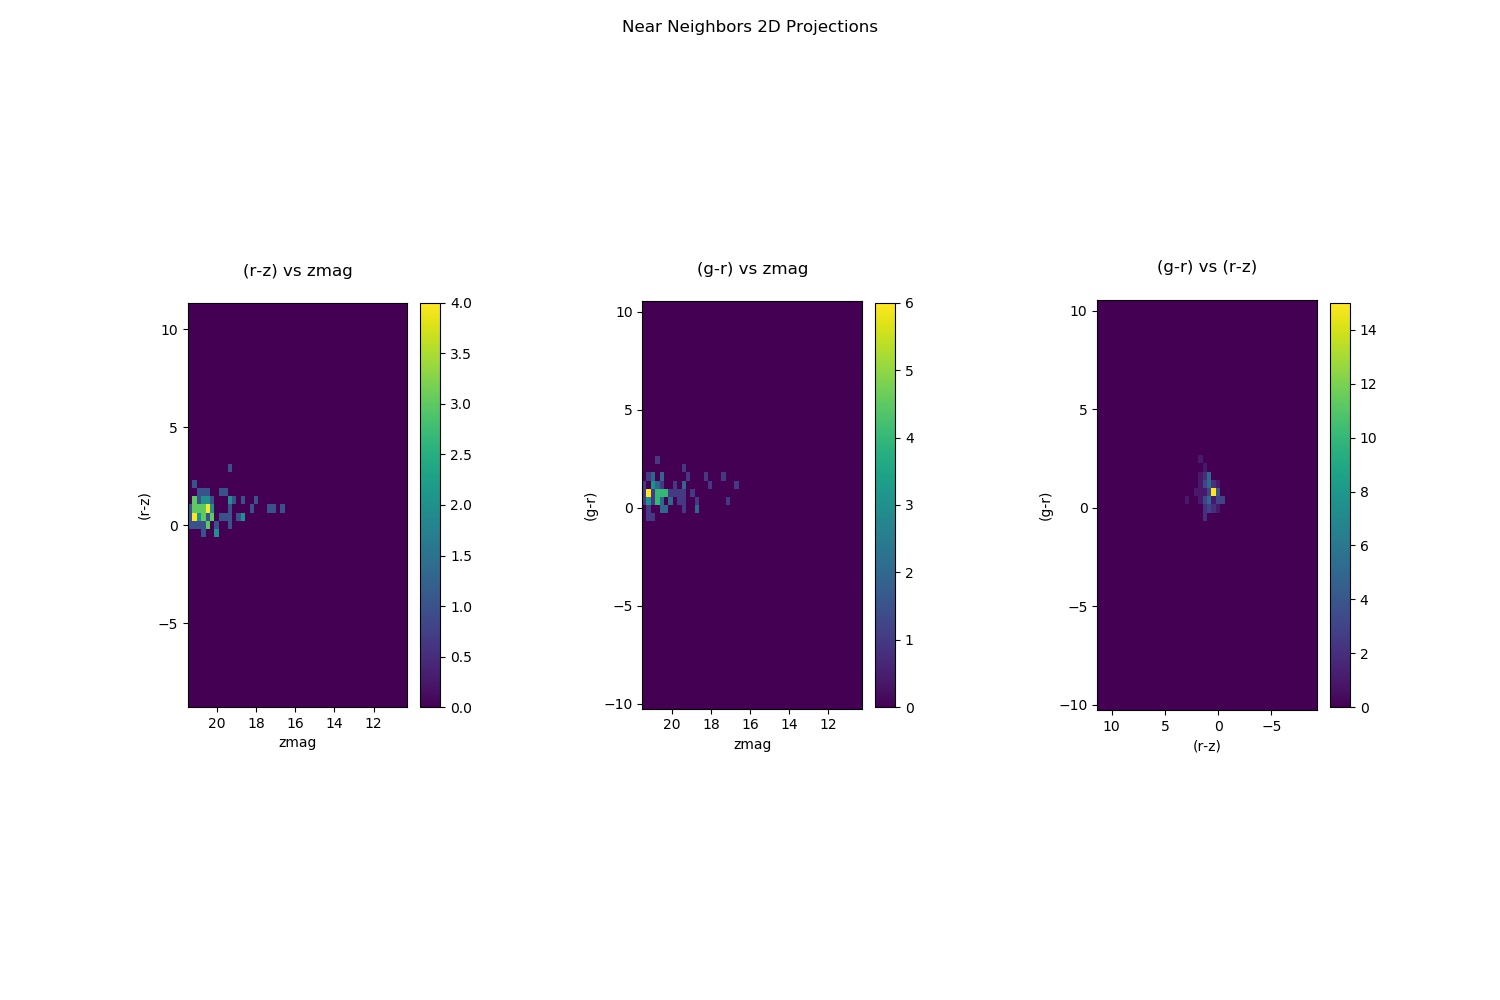 Near Neighbors 2D Projections
(r-z) vs zmag
10
5
0
−5
(r-z)
20 18 16 14 12
zmag
4.0
3.5
3.0
2.5
2.0
1.5
1.0
0.5
0.0
(g-r) vs zmag
10
5
0
−5
−10
(g-r)
20 18 16 14 12
zmag
6
5
4
3
2
1
0
(g-r) vs (r-z)
10
5
0
−5
−10
(g-r)
10 5 0 −5
(r-z)
14
12
10
8
6
4
2
0